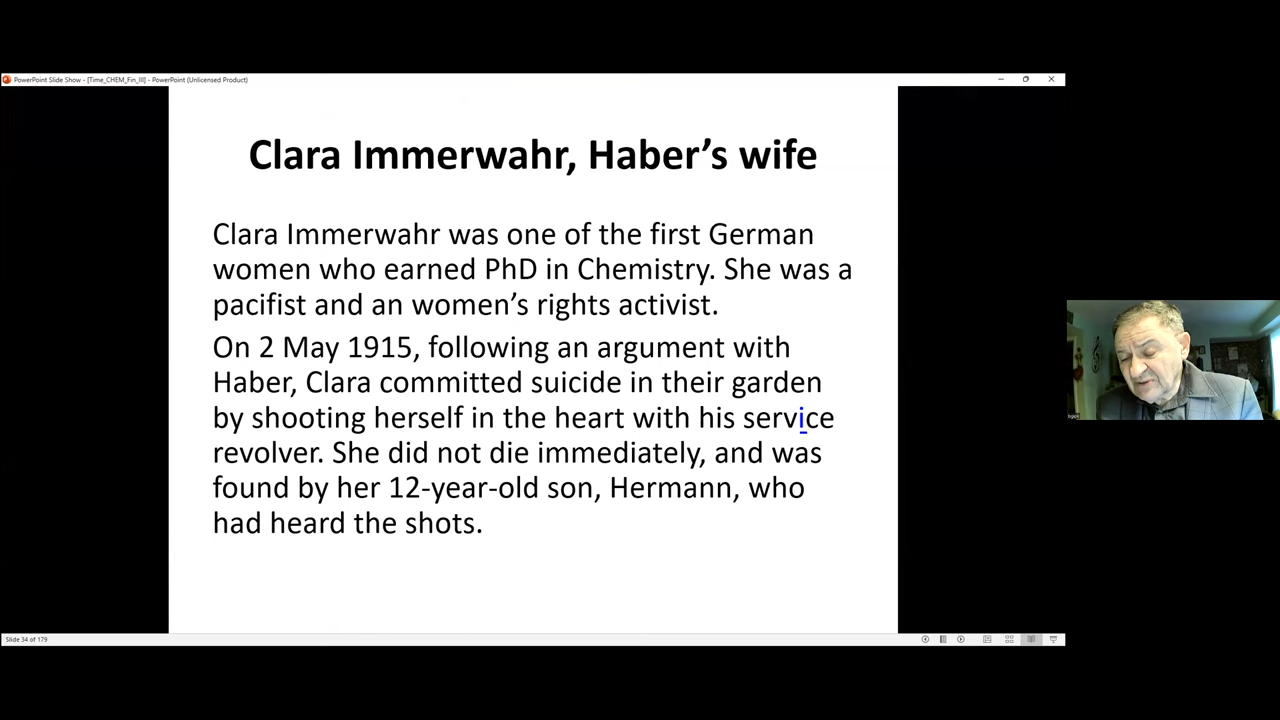 PowerPoint Slide Show - [Time_CHEM_Fin_III] - PowerPoint (Unlicensed Product)
Clara Immerwahr, Haber’s wife
Clara Immerwahr was one of the first German
women who earned PhD in Chemistry. She was a
pacifist and an women’s rights activist.
On 2 May 1915, following an argument with
Haber, Clara committed suicide in their garden
by shooting herself in the heart with his service
revolver. She did not die immediately, and was
found by her 12-year-old son, Hermann, who
had heard the shots.
Slide 34 of 179